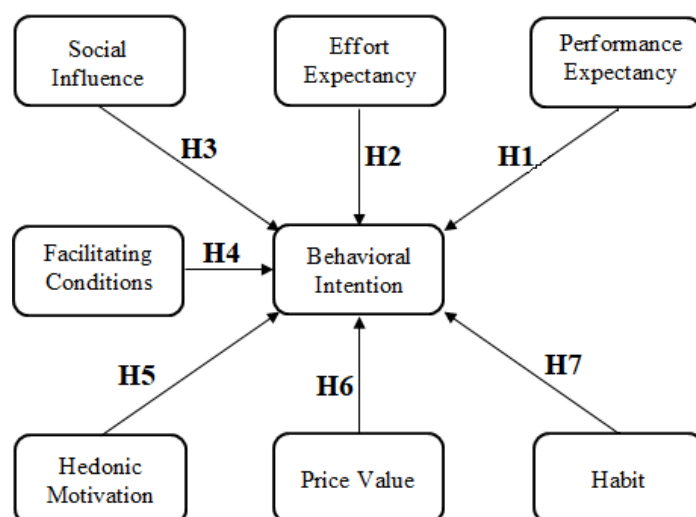 Social
Influence
Effort
Expectancy
Performance
Expectancy
H3
H2
H1
Facilitating
Conditions
H4
Behavioral
Intention
H5
H6
H7
Hedonic
Motivation
Price Value
Habit